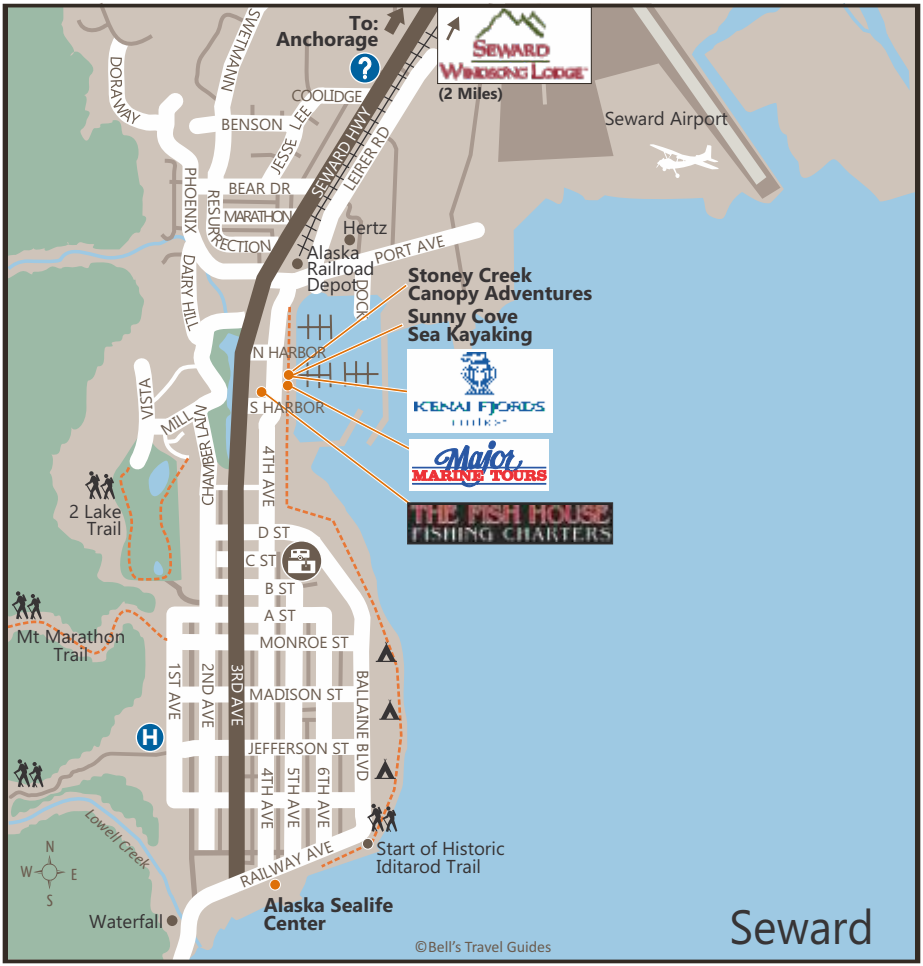 To:
Anchorage
?
SEWARD
WINDSONG LODGE
(2 Miles)
SWETMANN
DORAWAY
COOLIDGE
BENSON
JESSE LEE
SEWARD HWY
LEIRER RD
Seward Airport
PHOENIX
RESURRECTION
BEAR DR
MARATHON
Hertz
PORT AVE
Alaska
Railroad
Depot
DOCK
DAIRY HILL
Stoney Creek
Canopy Adventures
Sunny Cove
Sea Kayaking
N HARBOR
KENAI FJORDS
S HARBOR
VISTA
MILL
CHAMBERLAIN
4TH AVE
Major
MARINE TOURS
THE FISH HOUSE
FISHING CHARTERS
2 Lake
Trail
D ST
C ST
B ST
A ST
Mt Marathon
Trail
MONROE ST
1ST AVE
2ND AVE
3RD AVE
MADISON ST
BALLAINE BLVD
H
JEFFERSON ST
4TH AVE
5TH AVE
6TH AVE
Lowell Creek
N
W
E
S
RAILWAY AVE
Start of Historic
Iditarod Trail
Alaska Sealife
Center
Waterfall
Seward
©Bell's Travel Guides